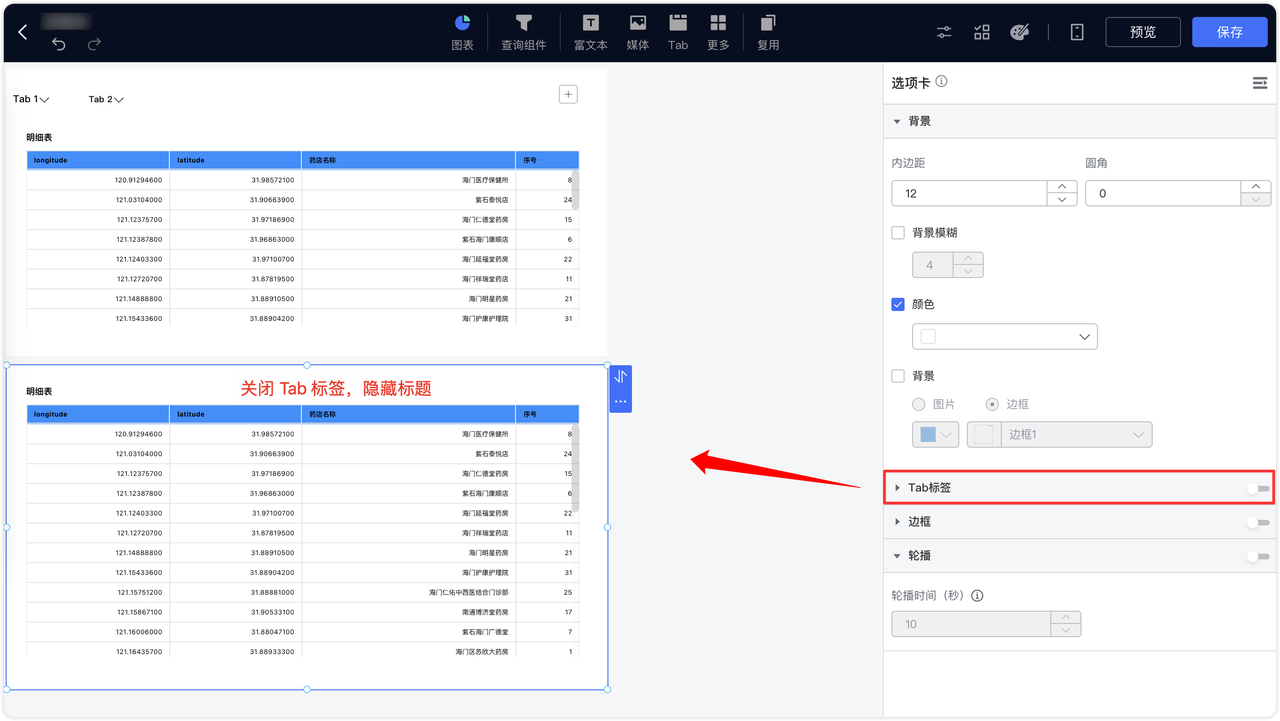 图表 查询组件 富文本 媒体 Tab 更多 复用 预览 保存
Tab 1 Tab 2
明细表
longitude latitude 药店名称 序号
120.91294600 31.98572100 海门医疗保健所 8
121.03104000 31.90663900 紫石泰悦店 24
121.12375700 31.97186900 海门仁德堂药房 15
121.12387800 31.96863000 紫石海门康顺店 6
121.12403300 31.97100700 海门延福堂药房 22
121.12720700 31.87819500 海门祥瑞堂药店 11
121.14888800 31.88910500 海门明星药房 21
121.15433600 31.88904200 海门护康护理院 31
明细表
关闭 Tab 标签，隐藏标题
longitude latitude 药店名称 序号
120.91294600 31.98572100 海门医疗保健所 8
121.03104000 31.90663900 紫石泰悦店 24
121.12375700 31.97186900 海门仁德堂药房 15
121.12387800 31.96863000 紫石海门康顺店 6
121.12403300 31.97100700 海门延福堂药房 22
121.12720700 31.87819500 海门祥瑞堂药店 11
121.14888800 31.88910500 海门明星药房 21
121.15433600 31.88904200 海门护康护理院 31
121.15751200 31.88881000 海门仁佑中西医结合门诊部 25
121.15867100 31.90533100 南通博济堂药房 17
121.16006000 31.88047100 紫石海门广德堂 7
121.16435700 31.88933300 海门区苏欣大药房 1
选项卡
背景
内边距 圆角
12 0
背景模糊
4
颜色
背景
图片 边框
边框1
Tab标签
边框
轮播
轮播时间（秒）
10